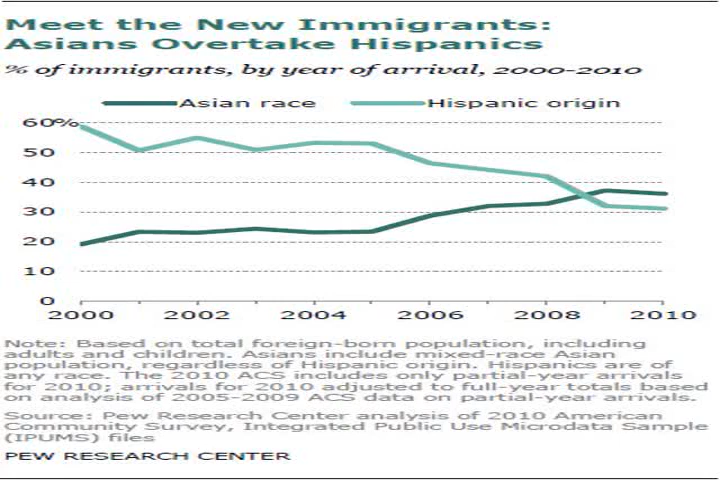 Meet the New Immigrants:
Asians Overtake Hispanics
% of immigrants, by year of arrival, 2000-2010
Asian race Hispanic origin
60%
50
40
30
20
10
0
2000 2002 2004 2006 2008 2010
Note: Based on total foreign-born population, including
adults and children. Asians include mixed-race Asian
population, regardless of Hispanic origin. Hispanics are of
any race. The 2010 ACS includes only partial-year arrivals
for 2010; arrivals for 2010 adjusted to full-year totals based
on analysis of 2005-2009 ACS data on partial-year arrivals.
Source: Pew Research Center analysis of 2010 American
Community Survey, Integrated Public Use Microdata Sample
(IPUMS) files
PEW RESEARCH CENTER